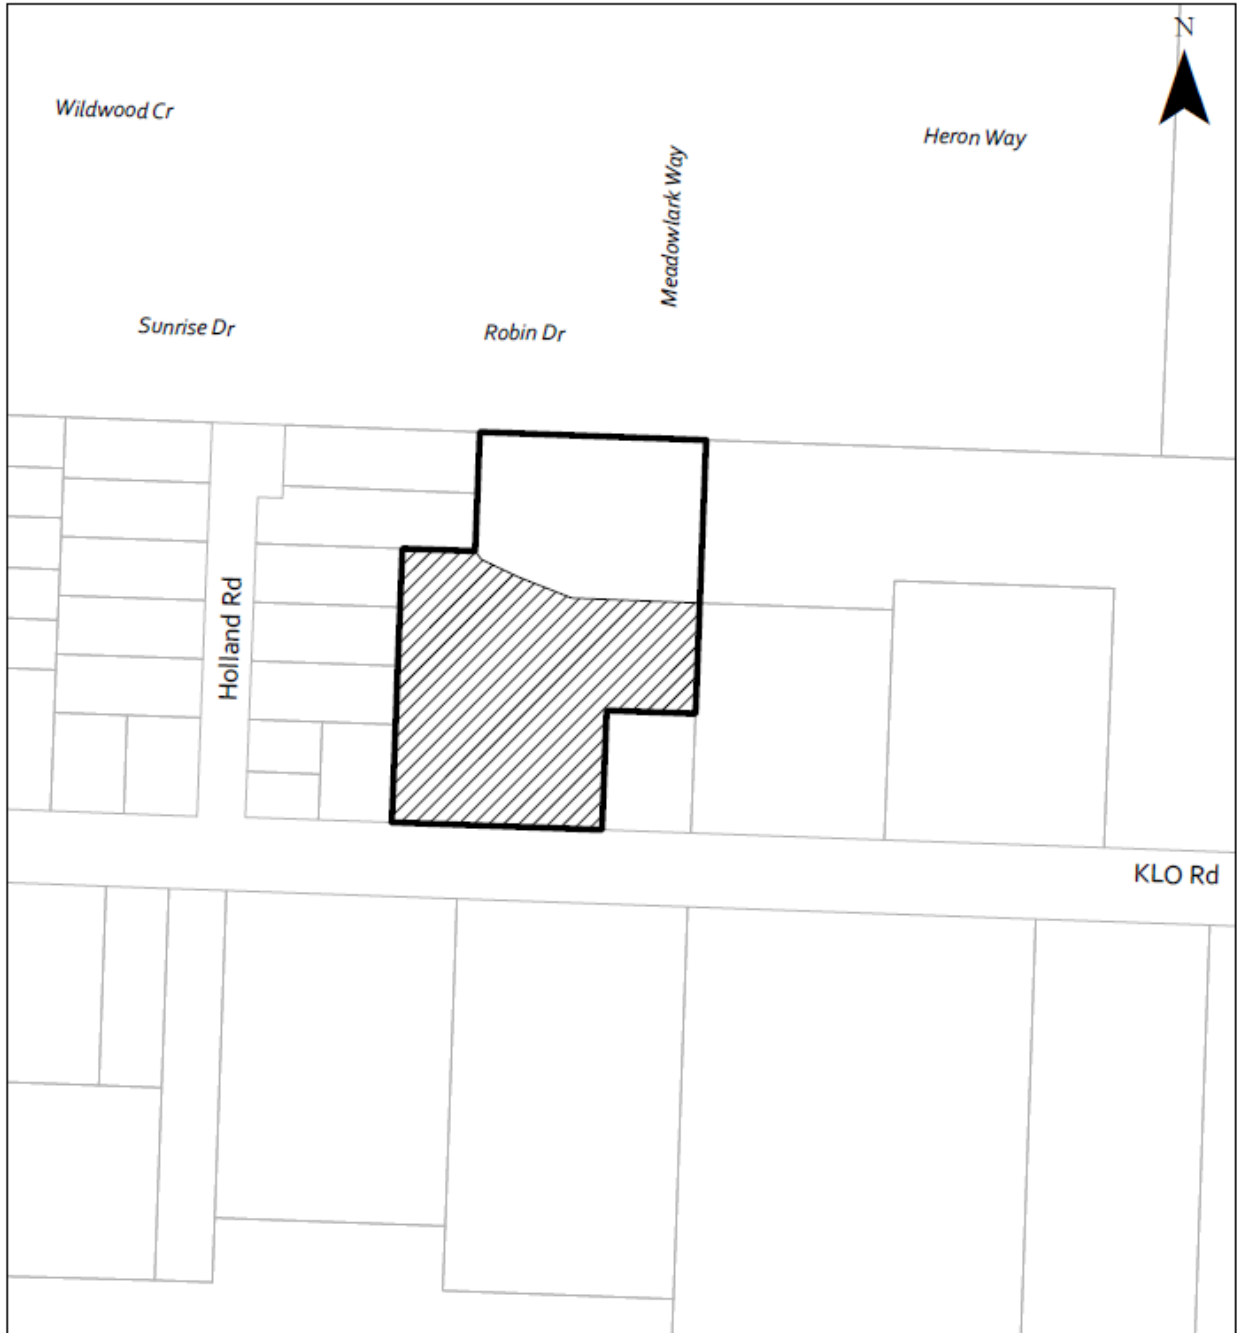 N
Wildwood Cr
Heron Way
Meadowlark Way
Sunrise Dr
Robin Dr
Holland Rd
KLO Rd